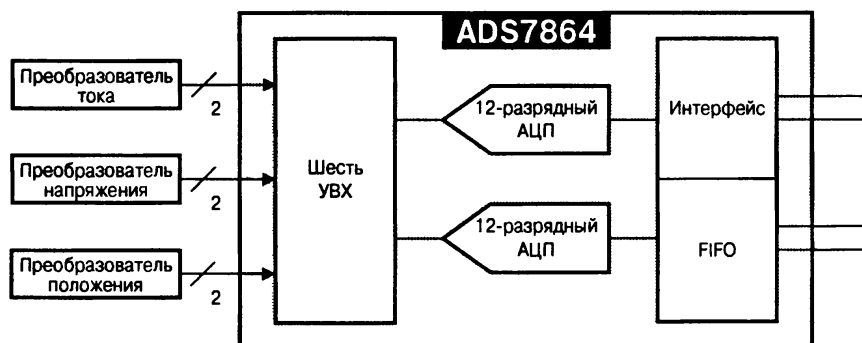 ADS7864
Преобразователь
тока
2
Преобразователь
напряжения
2
Преобразователь
положения
2
Шесть
УВХ
12-разрядный
АЦП
12-разрядный
АЦП
Интерфейс
FIFO